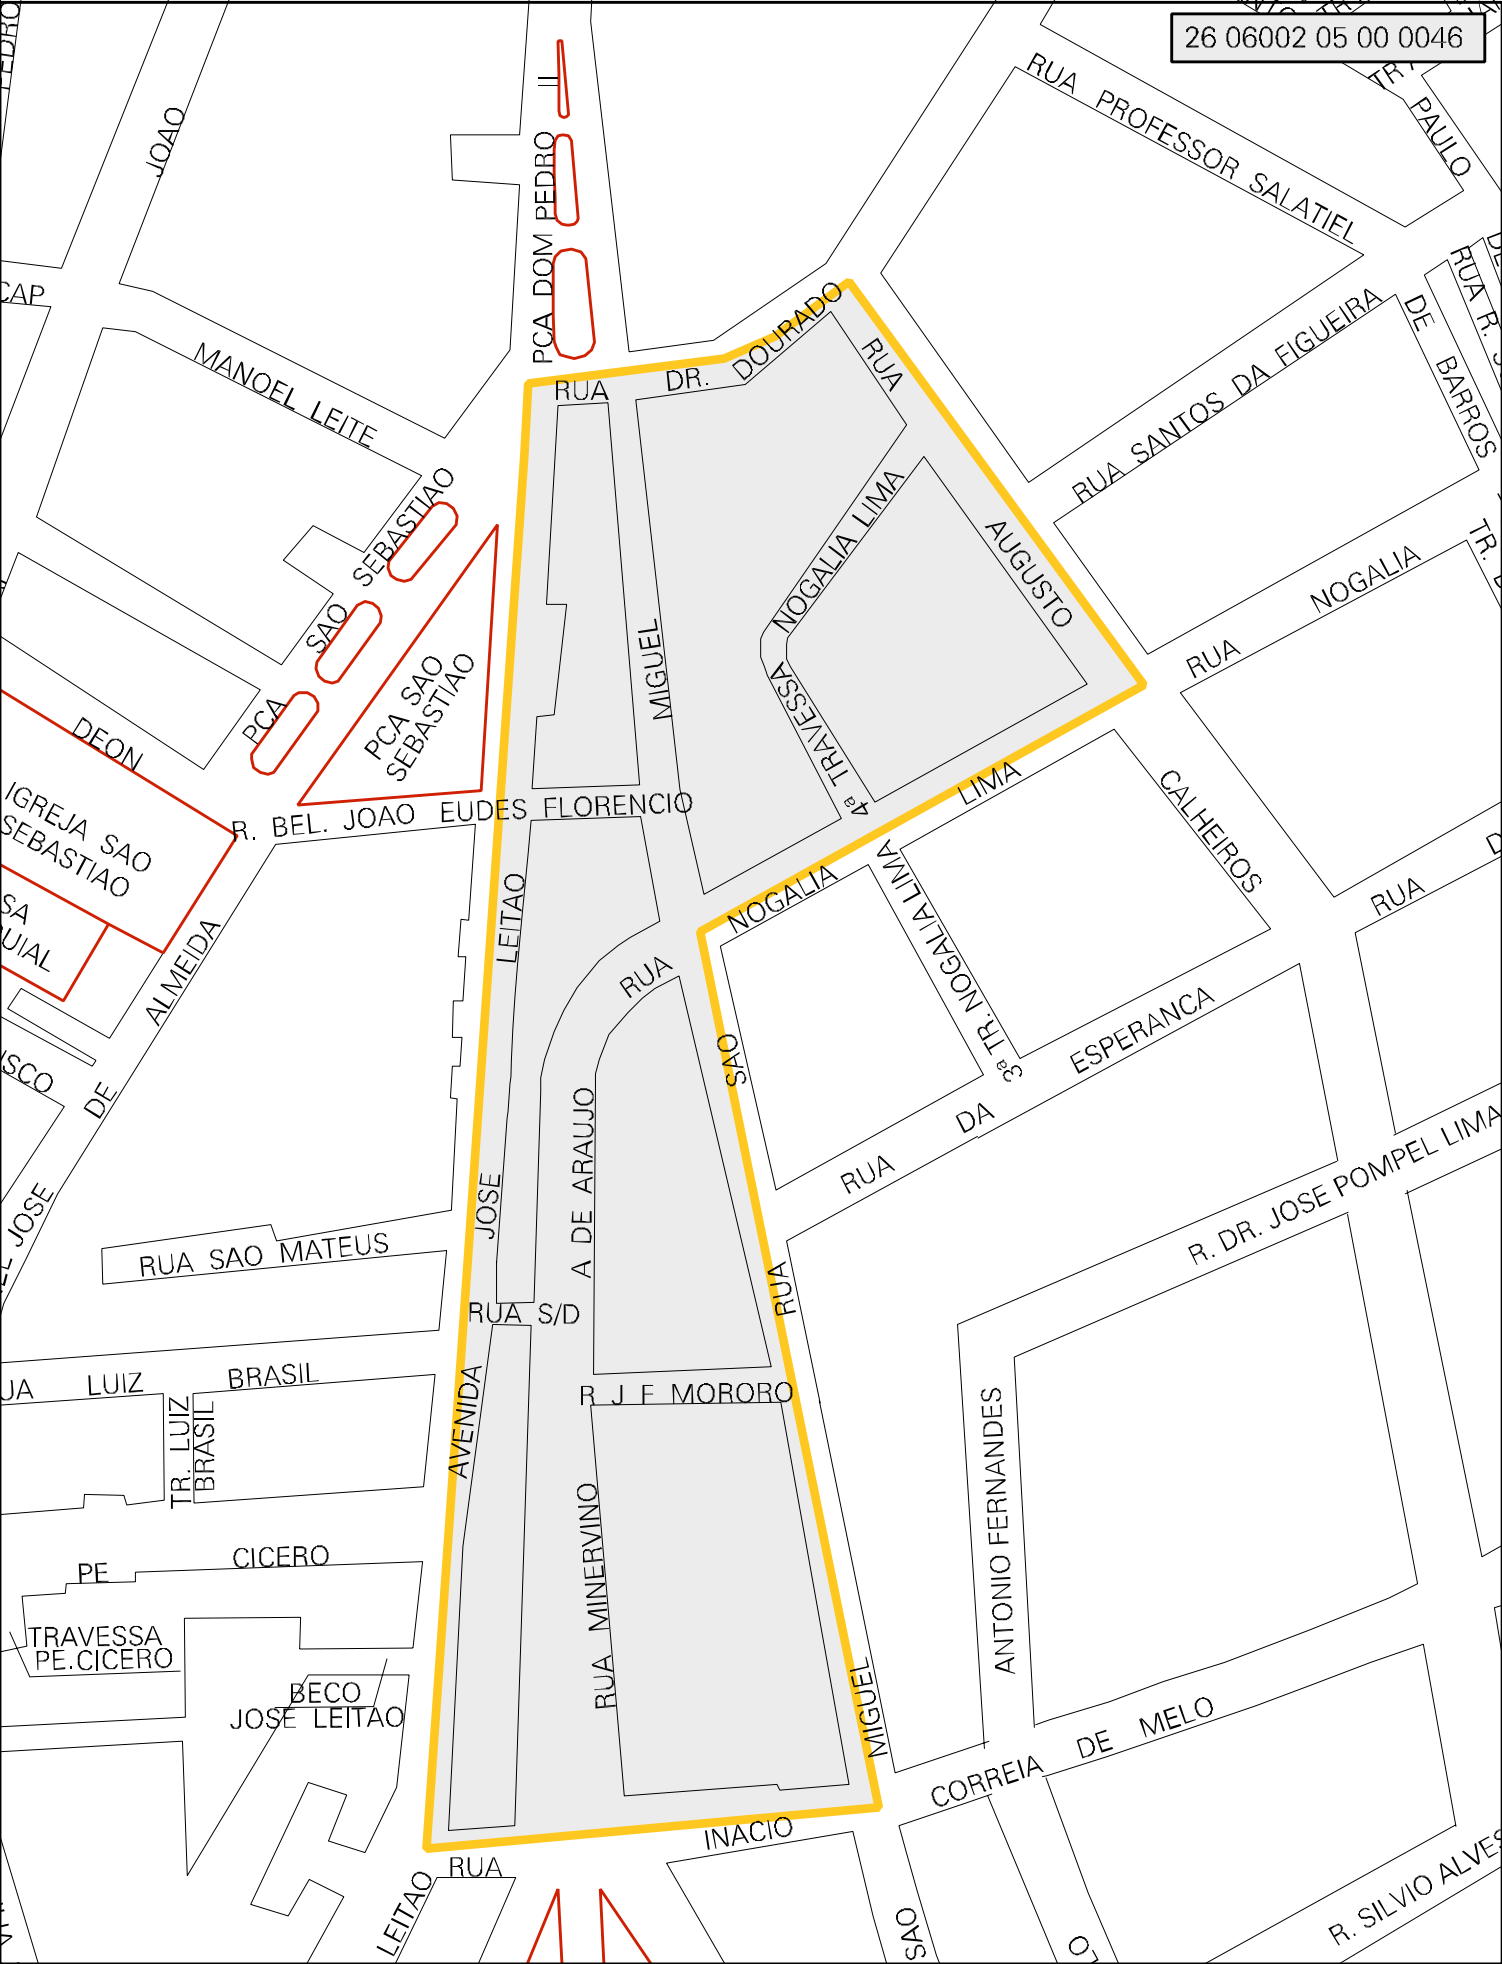 26 06002 05 00 0046
PEDRO
JOAO
PCA DOM PEDRO II
RUA PROFESSOR SALATIEL
PAULO
CAP
MANOEL LEITE
RUA DR. DOURADO
RUA AUGUSTO CALHEIROS
RUA SANTOS DA FIGUEIRA
DE BARROS
RUA R.
TR.
PCA SAO SEBASTIAO
PCA SAO
SEBASTIAO
NOGALIA LIMA
4ª TRAVESSA
MIGUEL
RUA NOGALIA
DEON
IGREJA SAO
SEBASTIAO
R. BEL. JOAO EUDES FLORENCIO
NOGALIA LIMA
3ª TR. NOGALIA LIMA
RUA
UIAL
ALMEIDA
DE
JOSE
AVENIDA JOSE LEITAO
RUA
SAO
RUA DA ESPERANCA
R. DR. JOSE POMPEL LIMA
A DE ARAUJO
RUA SAO MATEUS
RUA S/D
RUA
UA LUIZ BRASIL
TR. LUIZ
BRASIL
R J F MORORO
ANTONIO FERNANDES
RUA MINERVINO
PE CICERO
TRAVESSA
PE.CICERO
BECO
JOSE LEITAO
MIGUEL
CORREIA DE MELO
RUA INACIO
LEITAO
SAO
R. SILVIO ALVES